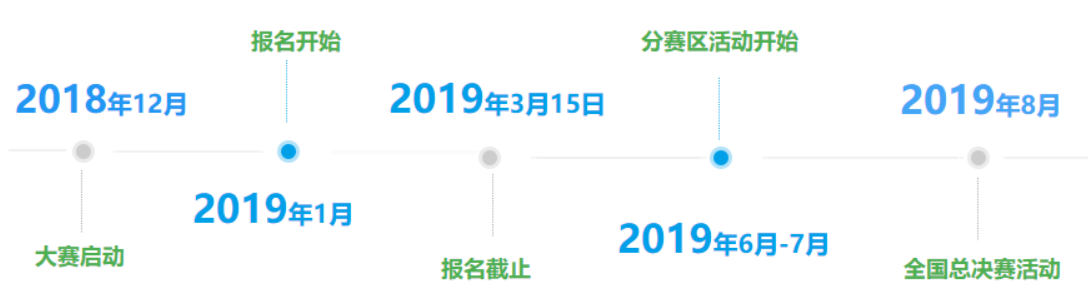 报名开始
分赛区活动开始
2018年12月
2019年3月15日
2019年8月
2019年1月
2019年6月-7月
大赛启动
报名截止
全国总决赛活动